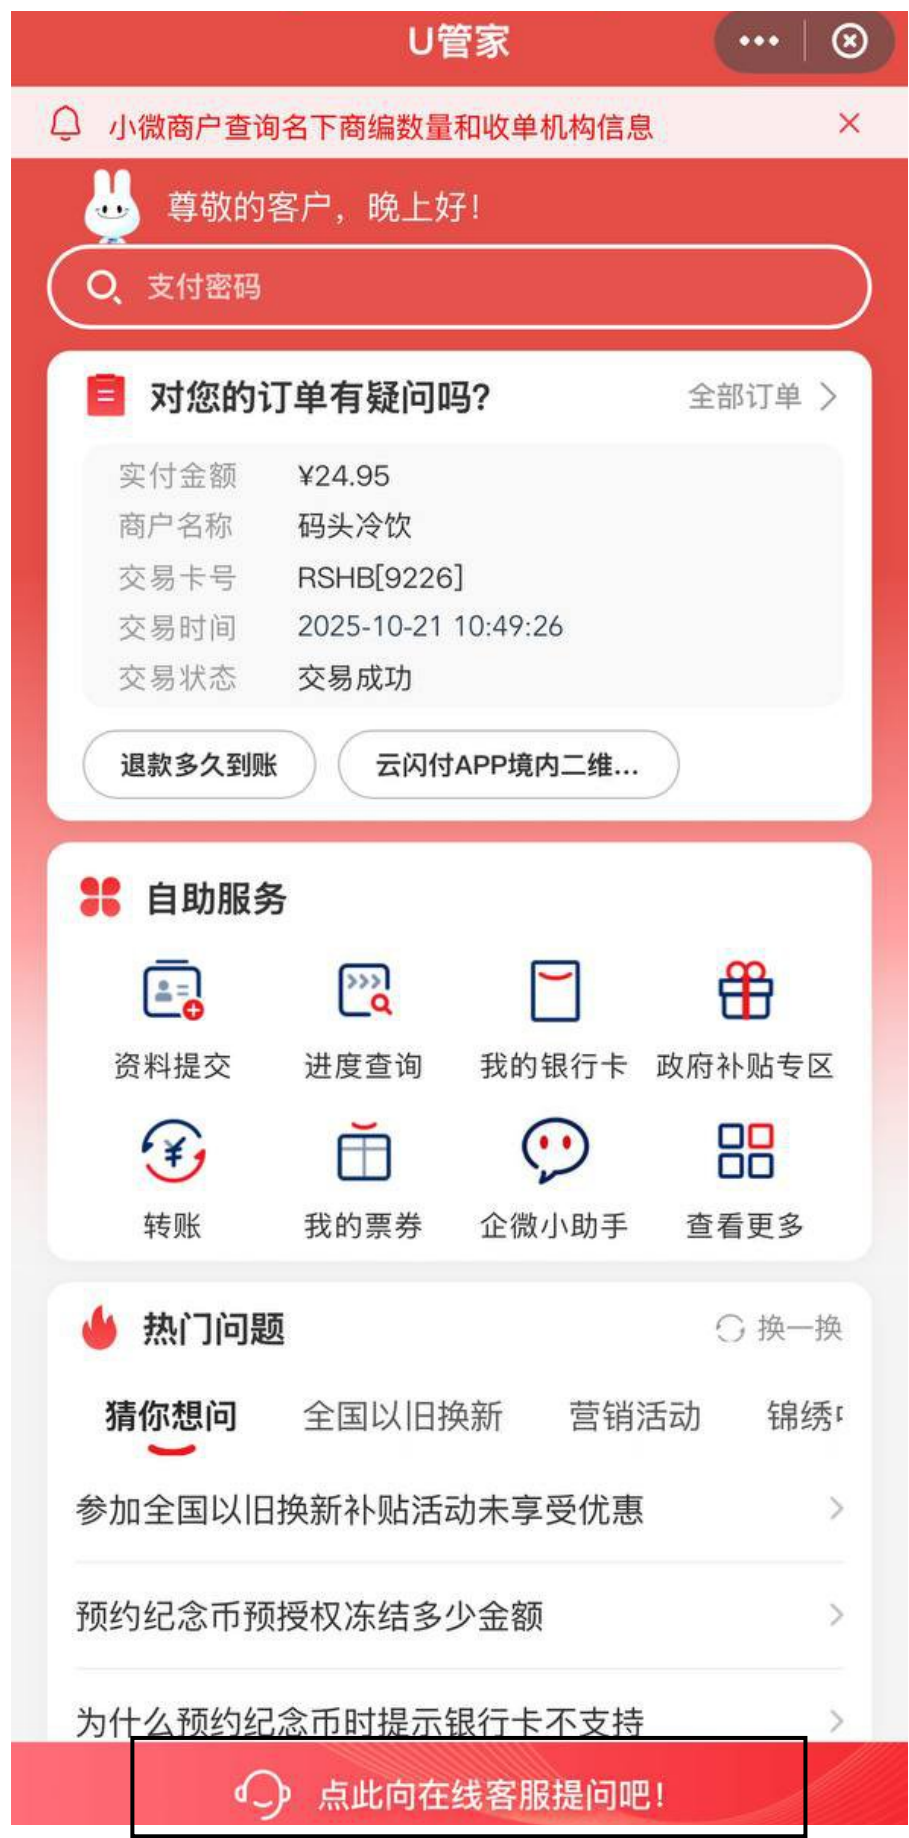 U管家
小微商户查询名下商编数量和收单机构信息
尊敬的客户，晚上好！
支付密码
对您的订单有疑问吗?
全部订单
实付金额 ¥24.95
商户名称 码头冷饮
交易卡号 RSHB[9226]
交易时间 2025-10-21 10:49:26
交易状态 交易成功
退款多久到账 云闪付APP境内二维...
自助服务
资料提交 进度查询 我的银行卡 政府补贴专区
转账 我的票券 企微小助手 查看更多
热门问题
换一换
猜你想问 全国以旧换新 营销活动 锦绣
参加全国以旧换新补贴活动未享受优惠
预约纪念币预授权冻结多少金额
为什么预约纪念币时提示银行卡不支持
点此向在线客服提问吧！